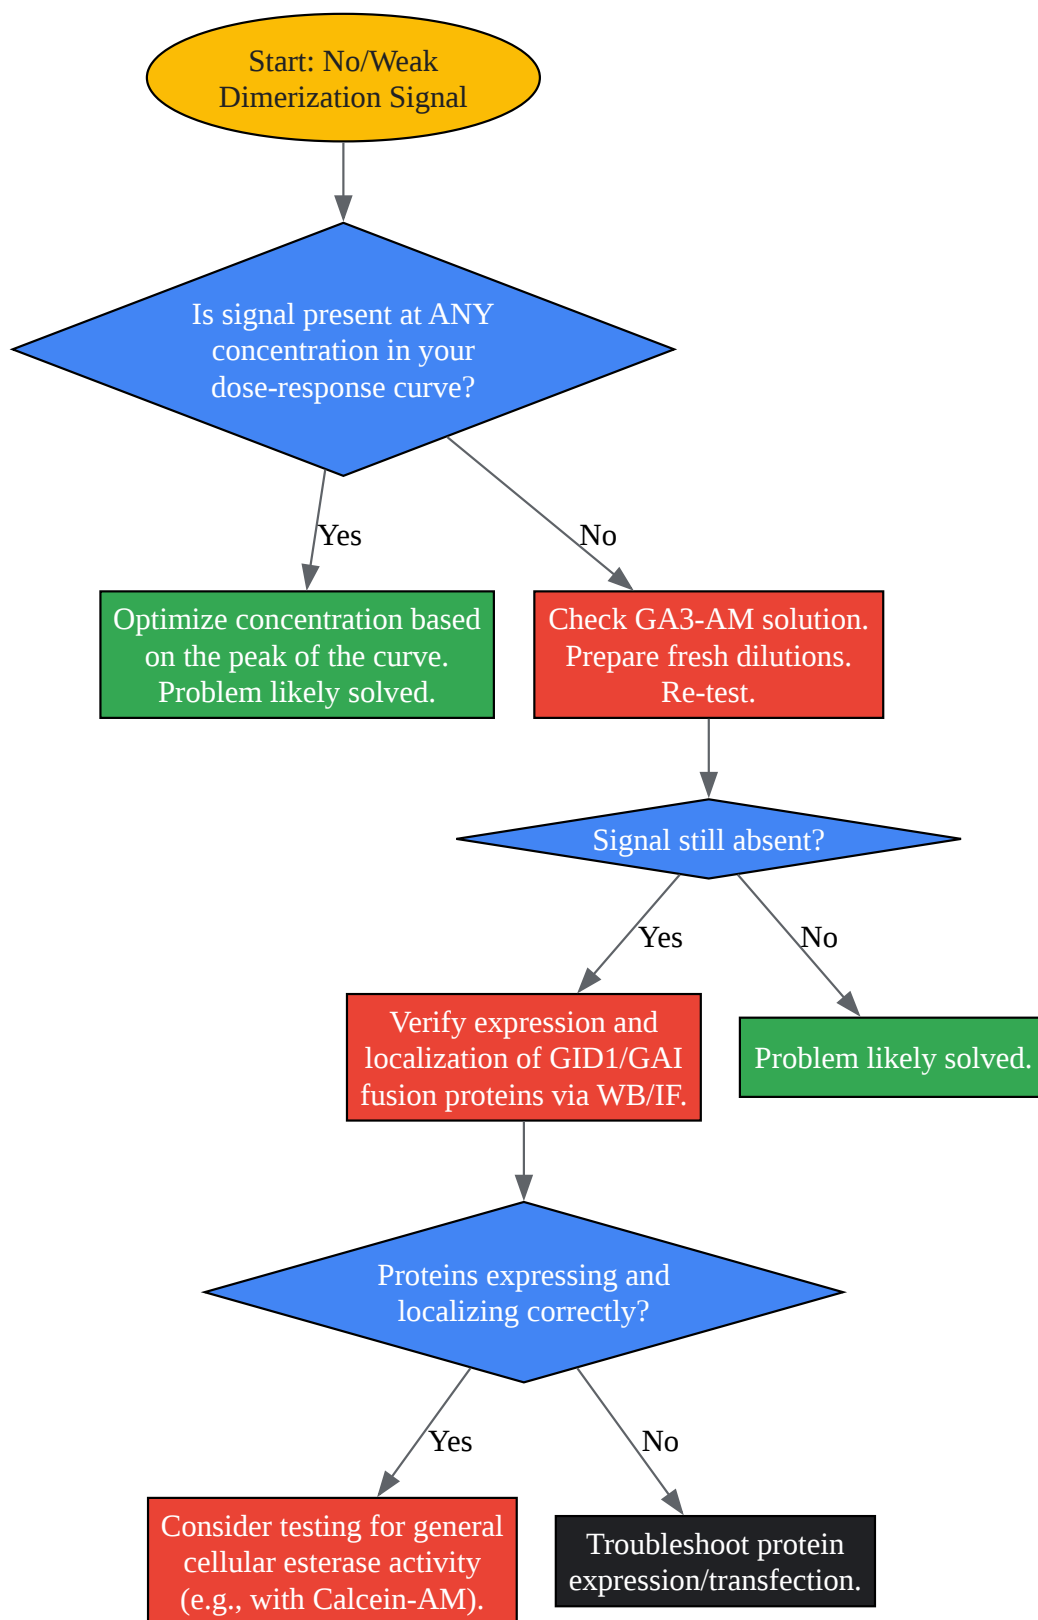 Start: No/Weak
Dimerization Signal
Is signal present at ANY
concentration in your
dose-response curve?
Yes
No
Optimize concentration based
on the peak of the curve.
Problem likely solved.
Check GA3-AM solution.
Prepare fresh dilutions.
Re-test.
Signal still absent?
Yes
No
Verify expression and
localization of GID1/GAI
fusion proteins via WB/IF.
Problem likely solved.
Proteins expressing and
localizing correctly?
Yes
No
Consider testing for general
cellular esterase activity
(e.g., with Calcein-AM).
Troubleshoot protein
expression/transfection.